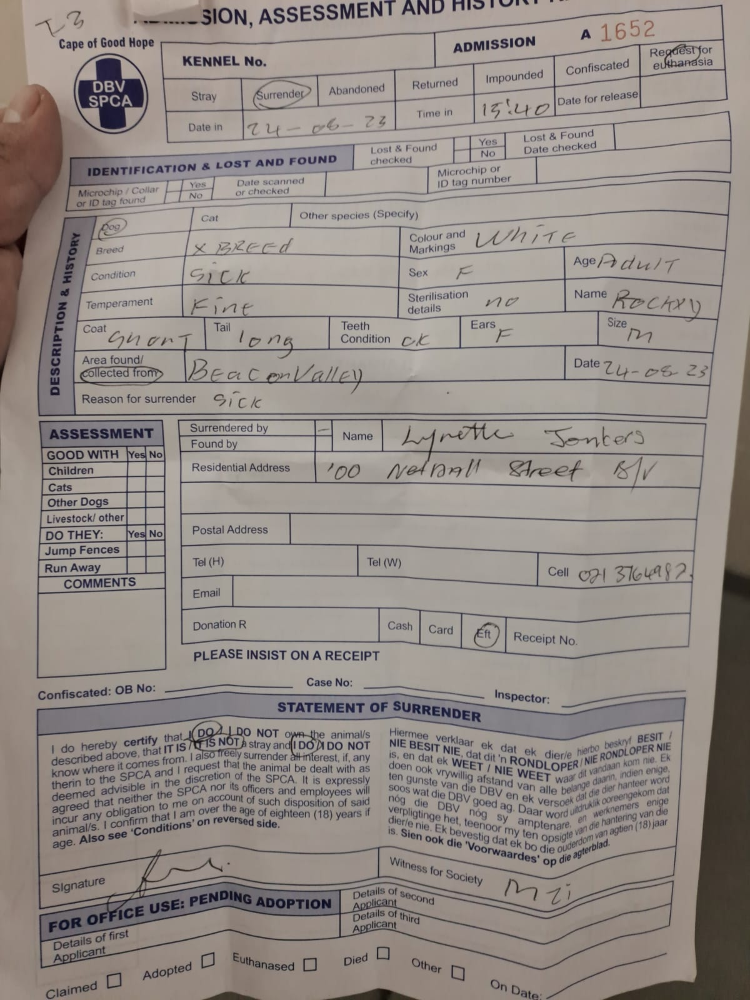 I3
SION, ASSESSMENT AND HISTORY
Cape of Good Hope
DBV
SPCA
KENNEL No.
ADMISSION A 1652
Stray Surrender Abandoned Returned Impounded Confiscated Request for euthanasia
Date in 24-08-23 Time in 15:40 Date for release
IDENTIFICATION & LOST AND FOUND
Lost & Found checked Yes No
Lost & Found Date checked
Microchip / Collar or ID tag found Yes No
Date scanned or checked
Microchip or ID tag number
DESCRIPTION & HISTORY
Dog Cat Other species (Specify)
Breed X BREEd Colour and Markings WHiTE
Condition SiCK Sex F Age AduLT
Temperament Fine Sterilisation details no Name ROCKXY
Coat SHORT Tail long Teeth Condition OK Ears F Size m
Area found/ collected from BEaconValley Date 24-08-23
Reason for surrender SiCK
ASSESSMENT
GOOD WITH Yes No
Children
Cats
Other Dogs
Livestock/ other
DO THEY: Yes No
Jump Fences
Run Away
COMMENTS
Surrendered by
Found by
Name Lynette Jonkers
Residential Address 100 Netball Street B/V
Postal Address
Tel (H) Tel (W) Cell 021 3764987
Email
Donation R Cash Card Eft Receipt No.
PLEASE INSIST ON A RECEIPT
Confiscated: OB No: Case No: Inspector:
STATEMENT OF SURRENDER
I do hereby certify that I DO / I DO NOT own the animal/s
described above, that IT IS / IT IS NOT a stray and I DO / I DO NOT
know where it comes from. I also freely surrender all interest, if, any
therin to the SPCA and I request that the animal be dealt with as
deemed advisible in the discretion of the SPCA. It is expressly
agreed that neither the SPCA nor its officers and employees will
incur any obligation to me on account of such disposition of said
animal/s. I confirm that I am over the age of eighteen (18) years if
age. Also see 'Conditions' on reversed side.
Hiermee verklaar ek dat ek dier/e hierbo beskryf BESIT /
NIE BESIT NIE, dat dit 'n RONDLOPER / NIE RONDLOPER NIE
is, en dat ek WEET / NIE WEET waar dit vandaan kom nie. Ek
doen ook vrywillig afstand van alle belange daarin, indien enige,
ten gunste van die DBV en ek versoek dat die dier hanteer word
soos wat die DBV goed ag. Daar word uitdruklik ooreengekom dat
nóg die DBV nóg sy amptenare, en werknemers enige
verpligtinge het, teenoor my ten opsigte van die hantering van die
dier/e nie. Ek bevestig dat ek bo die ouderdom van agtien (18) jaar
is. Sien ook die 'Voorwaardes' op die agterblad.
SIgnature
Witness for Society Mzi
FOR OFFICE USE: PENDING ADOPTION
Details of second Applicant
Details of first Applicant
Details of third Applicant
Claimed Adopted Euthanased Died Other On Date: